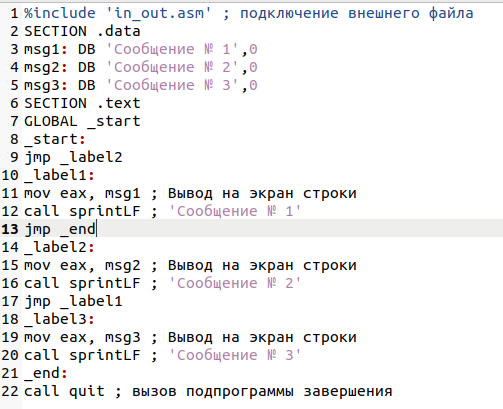 1 %include 'in_out.asm' ; подключение внешнего файла
2 SECTION .data
3 msg1: DB 'Сообщение № 1',0
4 msg2: DB 'Сообщение № 2',0
5 msg3: DB 'Сообщение № 3',0
6 SECTION .text
7 GLOBAL _start
8 _start:
9 jmp _label2
10 _label1:
11 mov eax, msg1 ; Вывод на экран строки
12 call sprintLF ; 'Сообщение № 1'
13 jmp _end
14 _label2:
15 mov eax, msg2 ; Вывод на экран строки
16 call sprintLF ; 'Сообщение № 2'
17 jmp _label1
18 _label3:
19 mov eax, msg3 ; Вывод на экран строки
20 call sprintLF ; 'Сообщение № 3'
21 _end:
22 call quit ; вызов подпрограммы завершения